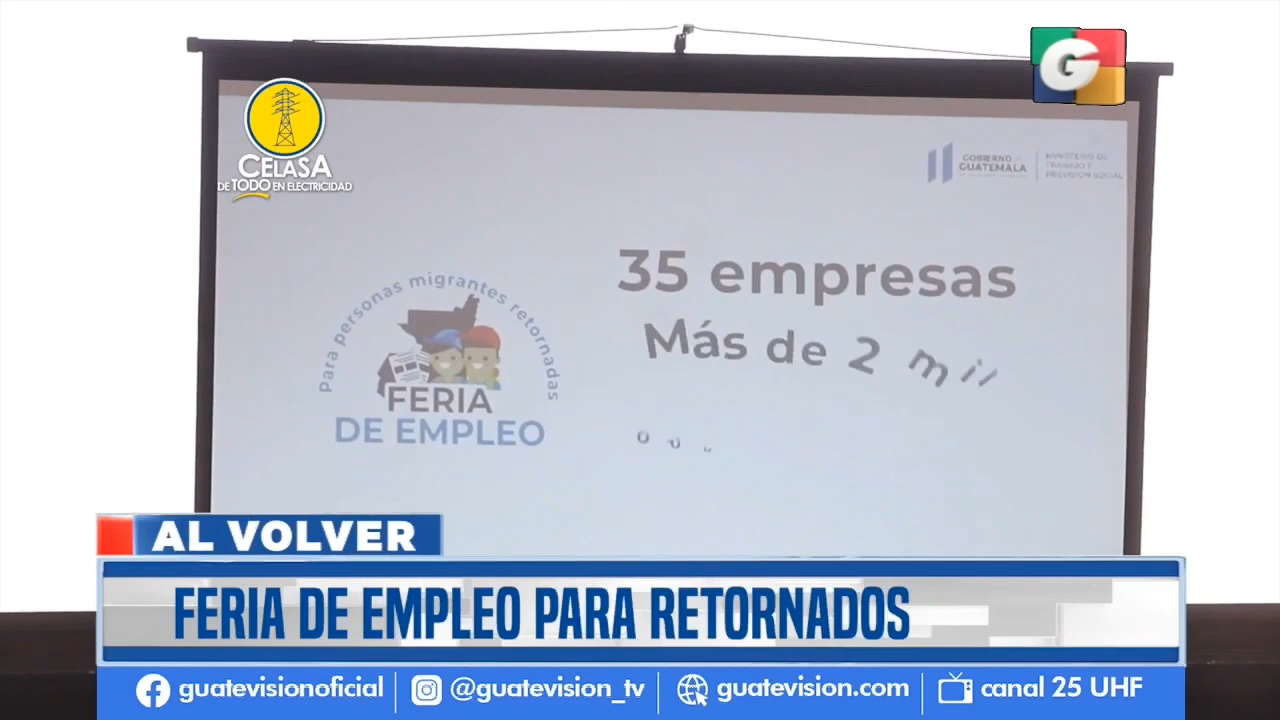 G
CELASA
DE TODO EN ELECTRICIDAD
GOBIERNO DE
GUATEMALA
MINISTERIO DE
TRABAJO Y
PREVISIÓN SOCIAL
Para personas migrantes retornadas
FERIA
DE EMPLEO
35 empresas
Más de 2 mil
AL VOLVER
FERIA DE EMPLEO PARA RETORNADOS
guatevisionoficial
@guatevision_tv
guatevision.com
canal 25 UHF